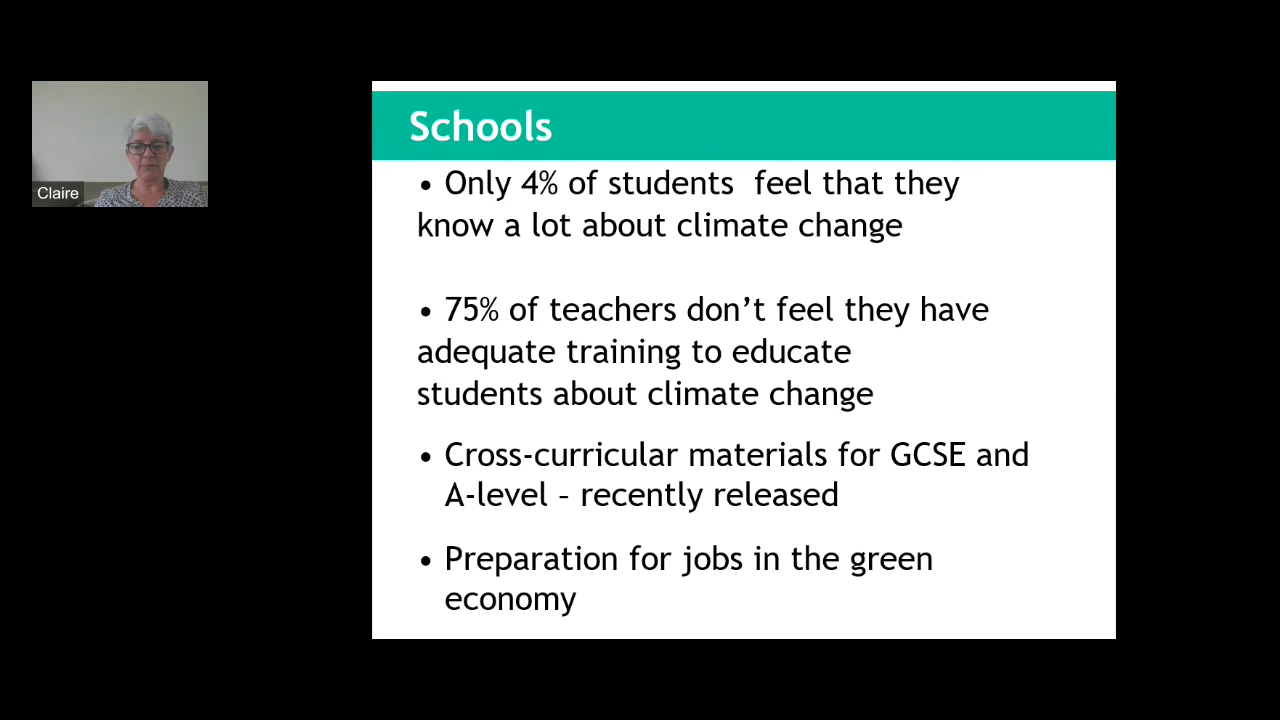 Schools
• Only 4% of students  feel that they
know a lot about climate change
• 75% of teachers don’t feel they have
adequate training to educate
students about climate change
• Cross-curricular materials for GCSE and
A-level – recently released
• Preparation for jobs in the green
economy
Claire